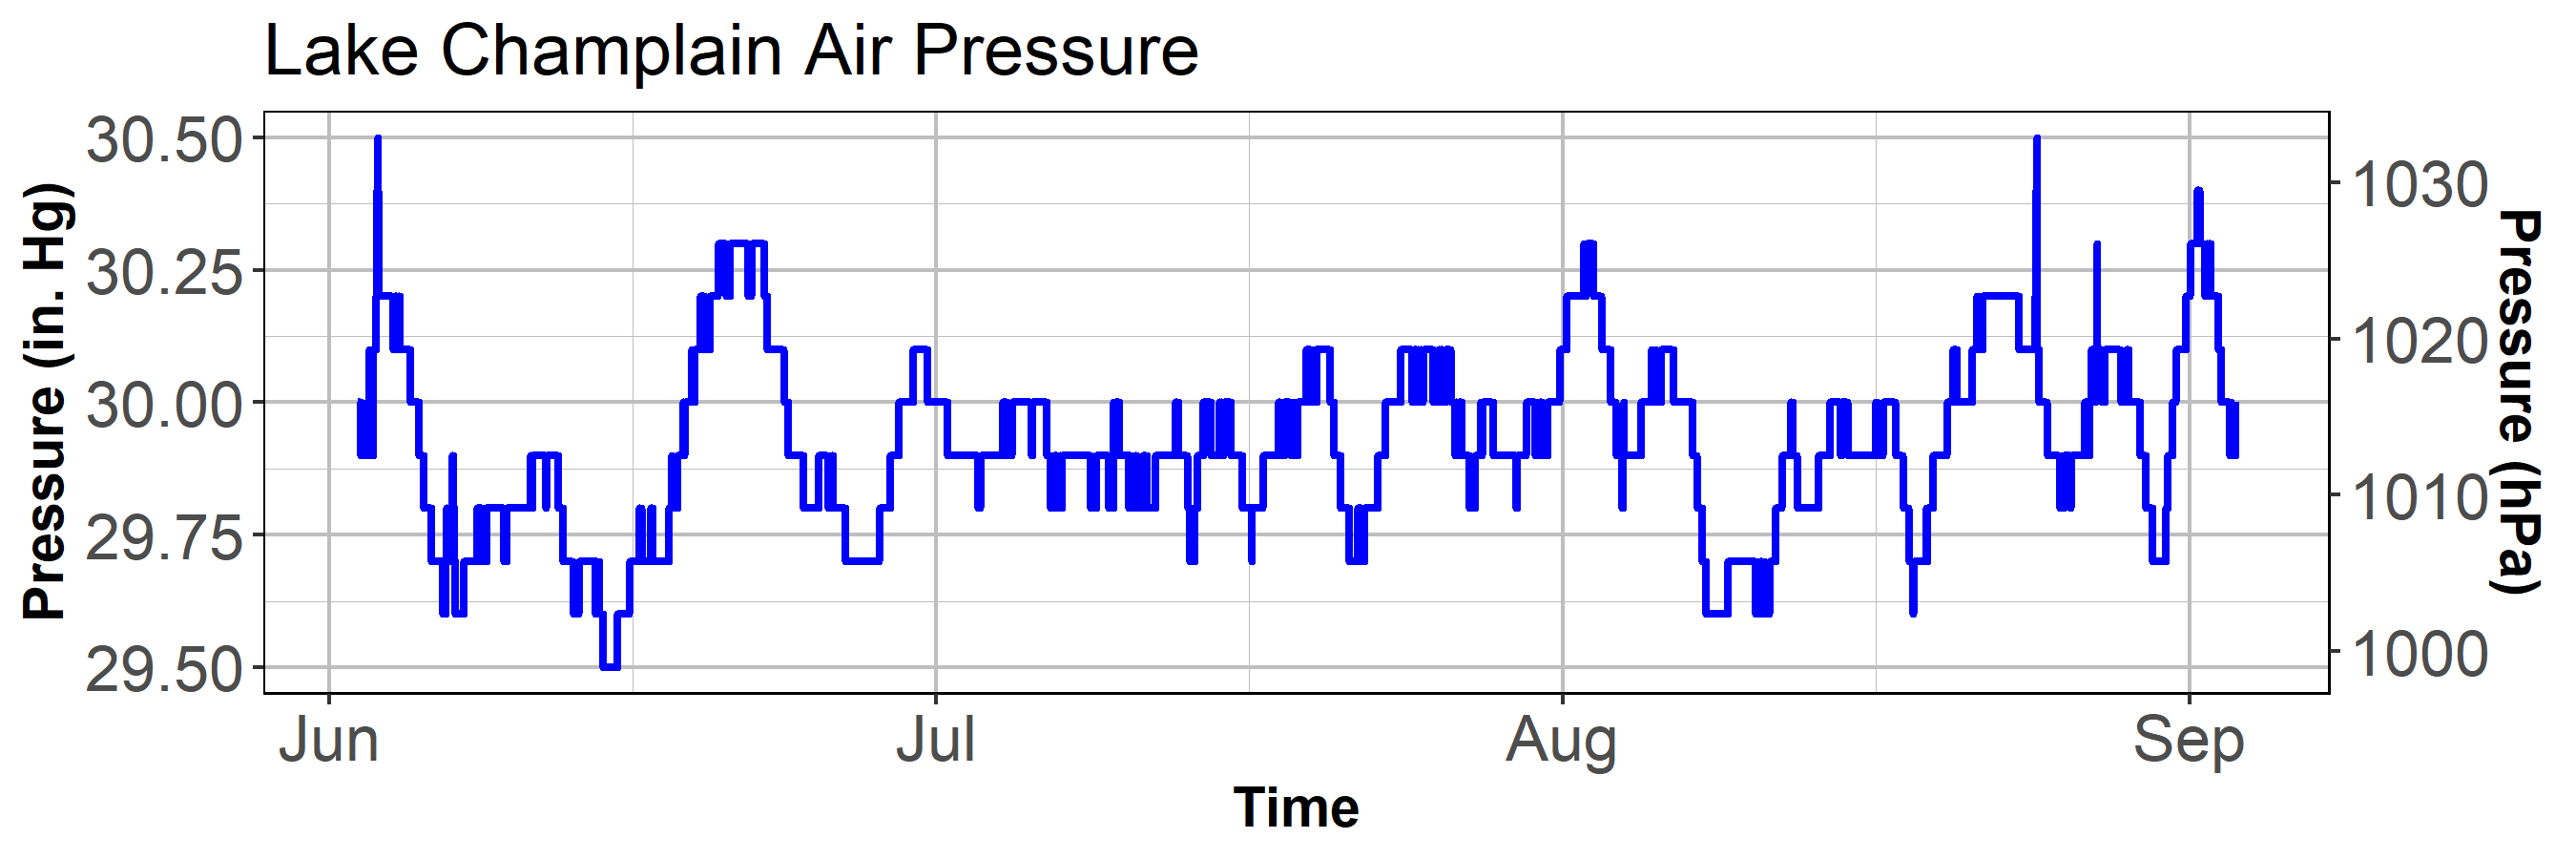 Lake Champlain Air Pressure
Pressure (in. Hg)
30.50
30.25
30.00
29.75
29.50
1030
1020
1010
1000
Pressure (hPa)
Jun Jul Aug Sep
Time